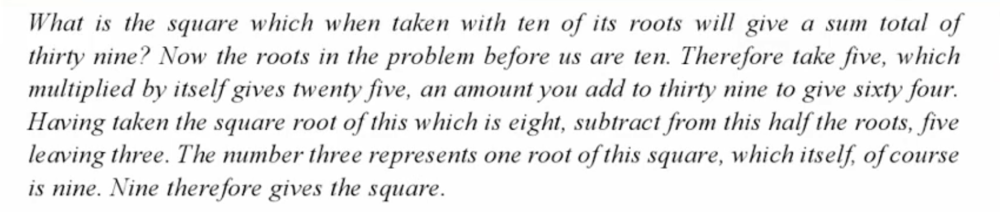 What is the square which when taken with ten of its roots will give a sum total of
thirty nine? Now the roots in the problem before us are ten. Therefore take five, which
multiplied by itself gives twenty five, an amount you add to thirty nine to give sixty four.
Having taken the square root of this which is eight, subtract from this half the roots, five
leaving three. The number three represents one root of this square, which itself, of course
is nine. Nine therefore gives the square.